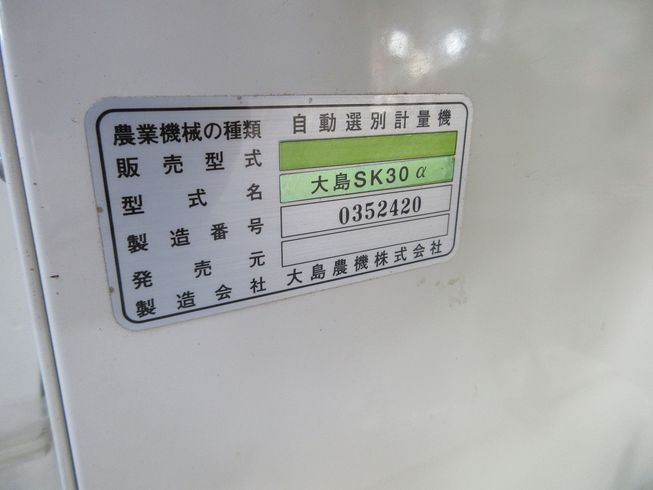 農業機械の種類 自動選別計量機
販売型式
型式名 大島SK30α
製造番号 0352420
発売元
製造会社 大島農機株式会社